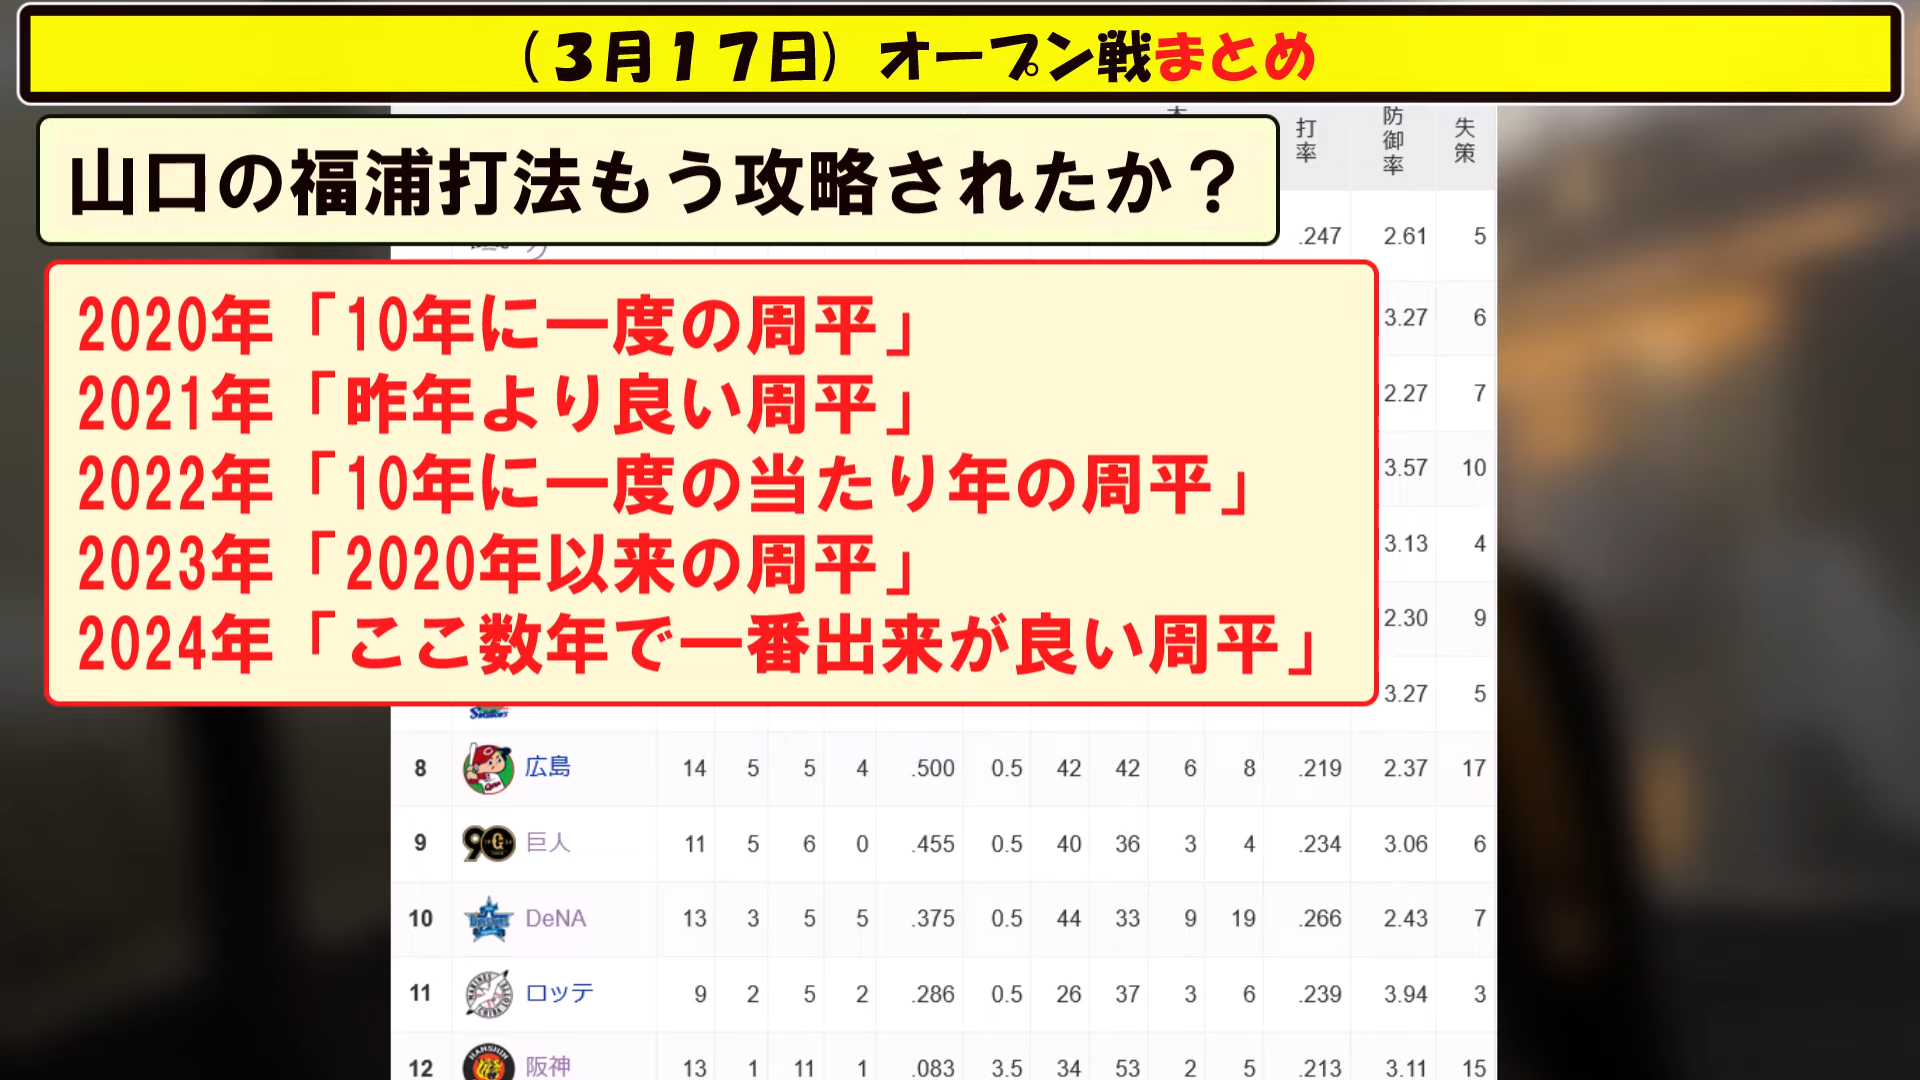 （３月１７日）オープン戦まとめ
打率 防御率 失策
山口の福浦打法もう攻略されたか？
.247 2.61 5
2020年「10年に一度の周平」
3.27 6
2021年「昨年より良い周平」
2.27 7
2022年「10年に一度の当たり年の周平」
3.57 10
2023年「2020年以来の周平」
3.13 4
2024年「ここ数年で一番出来が良い周平」
2.30 9
3.27 5
8 広島 14 5 5 4 .500 0.5 42 42 6 8 .219 2.37 17
9 巨人 11 5 6 0 .455 0.5 40 36 3 4 .234 3.06 6
10 DeNA 13 3 5 5 .375 0.5 44 33 9 19 .266 2.43 7
11 ロッテ 9 2 5 2 .286 0.5 26 37 3 6 .239 3.94 3
12 阪神 13 1 11 1 .083 3.5 34 53 2 5 .213 3.11 15